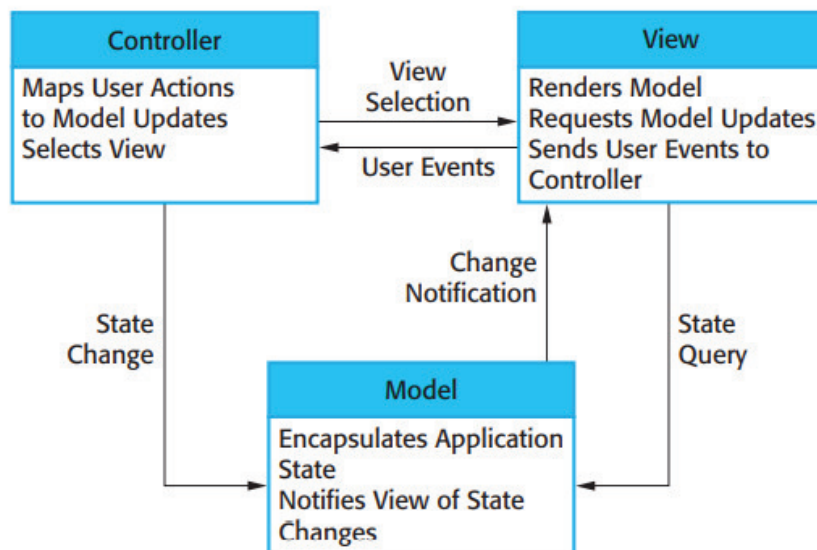 Controller
Maps User Actions
to Model Updates
Selects View
View
Selection
User Events
View
Renders Model
Requests Model Updates
Sends User Events to
Controller
State
Change
Change
Notification
State
Query
Model
Encapsulates Application
State
Notifies View of State
Changes